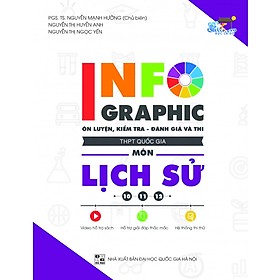 PGS. TS. NGUYỄN MẠNH HƯỞNG (Chủ biên)
NGUYỄN THỊ HUYỀN ANH
NGUYỄN THỊ NGỌC YẾN
INFO
GRAPHIC
ÔN LUYỆN, KIỂM TRA - ĐÁNH GIÁ VÀ THI
THPT QUỐC GIA
MÔN
LỊCH SỬ
10 11 12
Video hỗ trợ sách
Hỗ trợ giải đáp thắc mắc
Hệ thống thi thử
NHÀ XUẤT BẢN ĐẠI HỌC QUỐC GIA HÀ NỘI